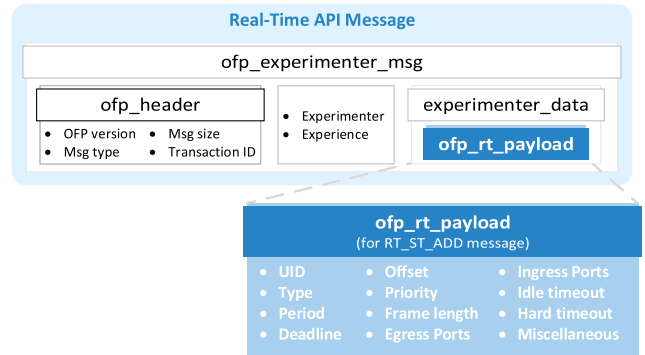 Real-Time API Message
ofp_experimenter_msg
ofp_header
• OFP version • Msg size
• Msg type • Transaction ID
• Experimenter
• Experience
experimenter_data
ofp_rt_payload
ofp_rt_payload
(for RT_ST_ADD message)
• UID • Offset • Ingress Ports
• Type • Priority • Idle timeout
• Period • Frame length • Hard timeout
• Deadline • Egress Ports • Miscellaneous